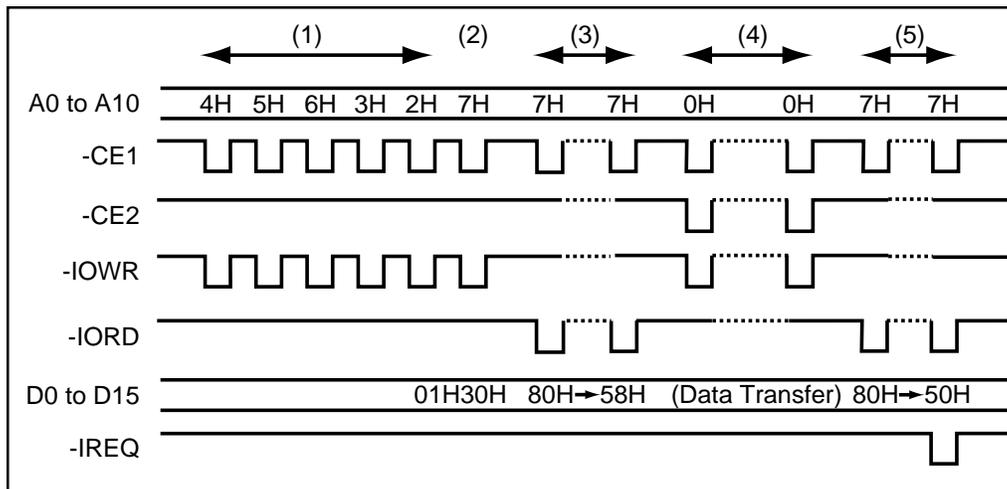 (1) (2) (3) (4) (5)
A0 to A10 4H 5H 6H 3H 2H 7H 7H 7H 0H 0H 7H 7H
-CE1
-CE2
-IOWR
-IORD
D0 to D15 01H30H 80H→58H (Data Transfer) 80H→50H
-IREQ